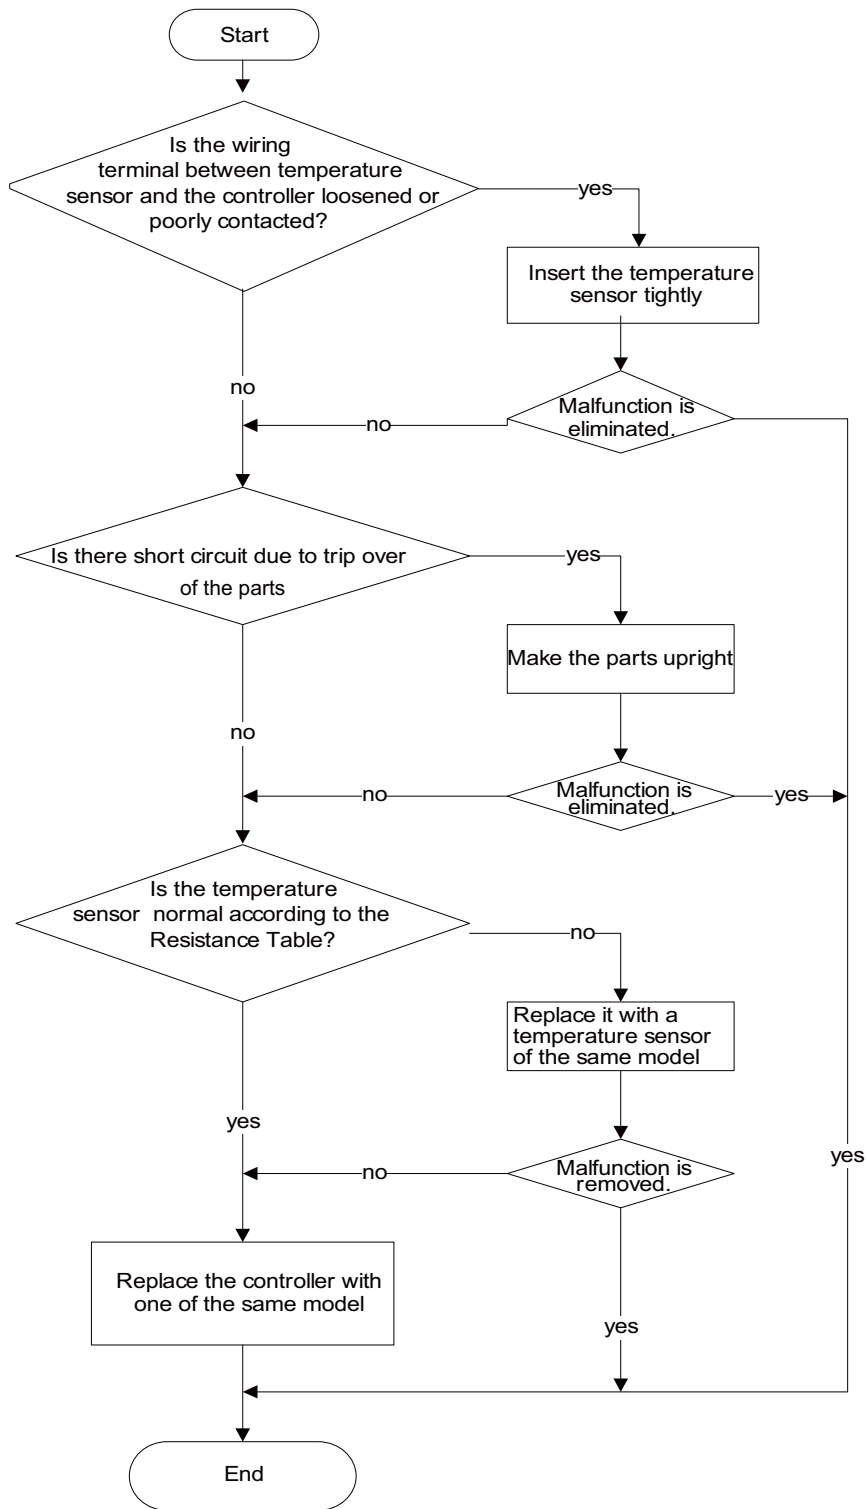 Start
Is the wiring
terminal between temperature
sensor and the controller loosened or
poorly contacted?
yes
Insert the temperature
sensor tightly
no
Malfunction is
eliminated.
no
Is there short circuit due to trip over
of the parts
yes
Make the parts upright
no
Malfunction is
eliminated.
no
yes
Is the temperature
sensor normal according to the
Resistance Table?
no
Replace it with a
temperature sensor
of the same model
yes
yes
Malfunction is
removed.
no
Replace the controller with
one of the same model
yes
End